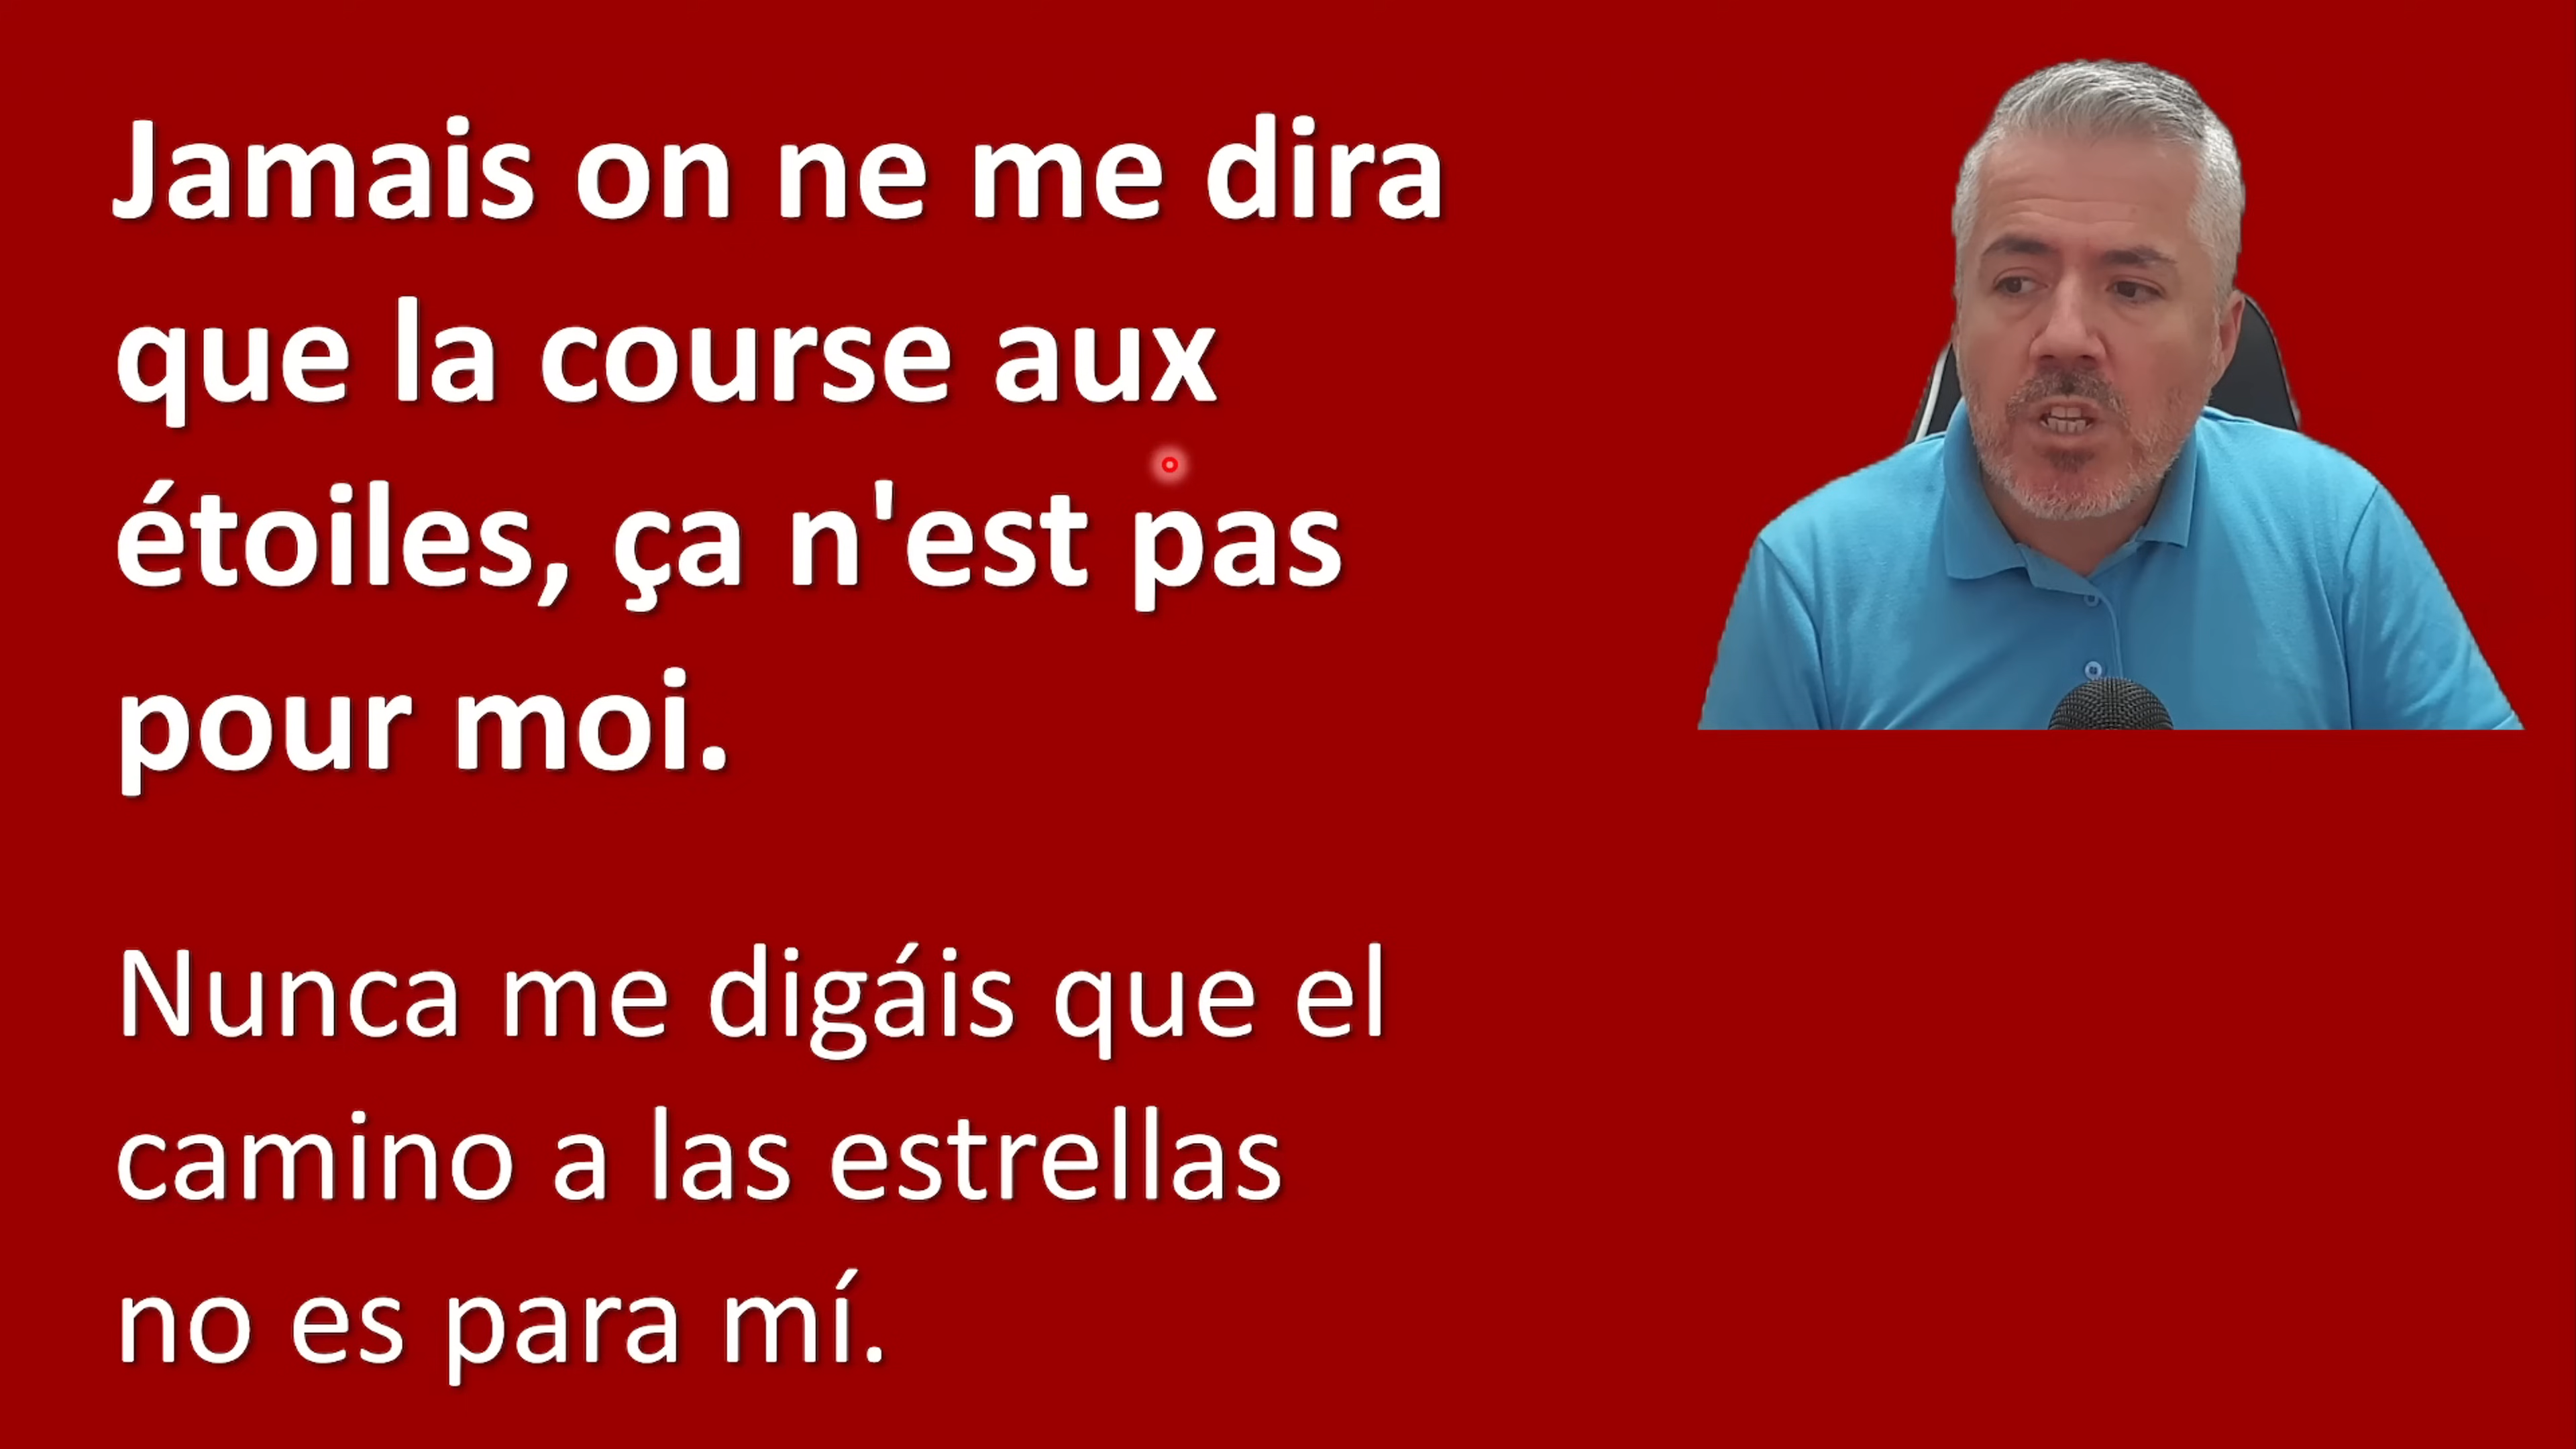 Jamais on ne me dira
que la course aux
étoiles, ça n'est pas
pour moi.
Nunca me digáis que el
camino a las estrellas
no es para mí.